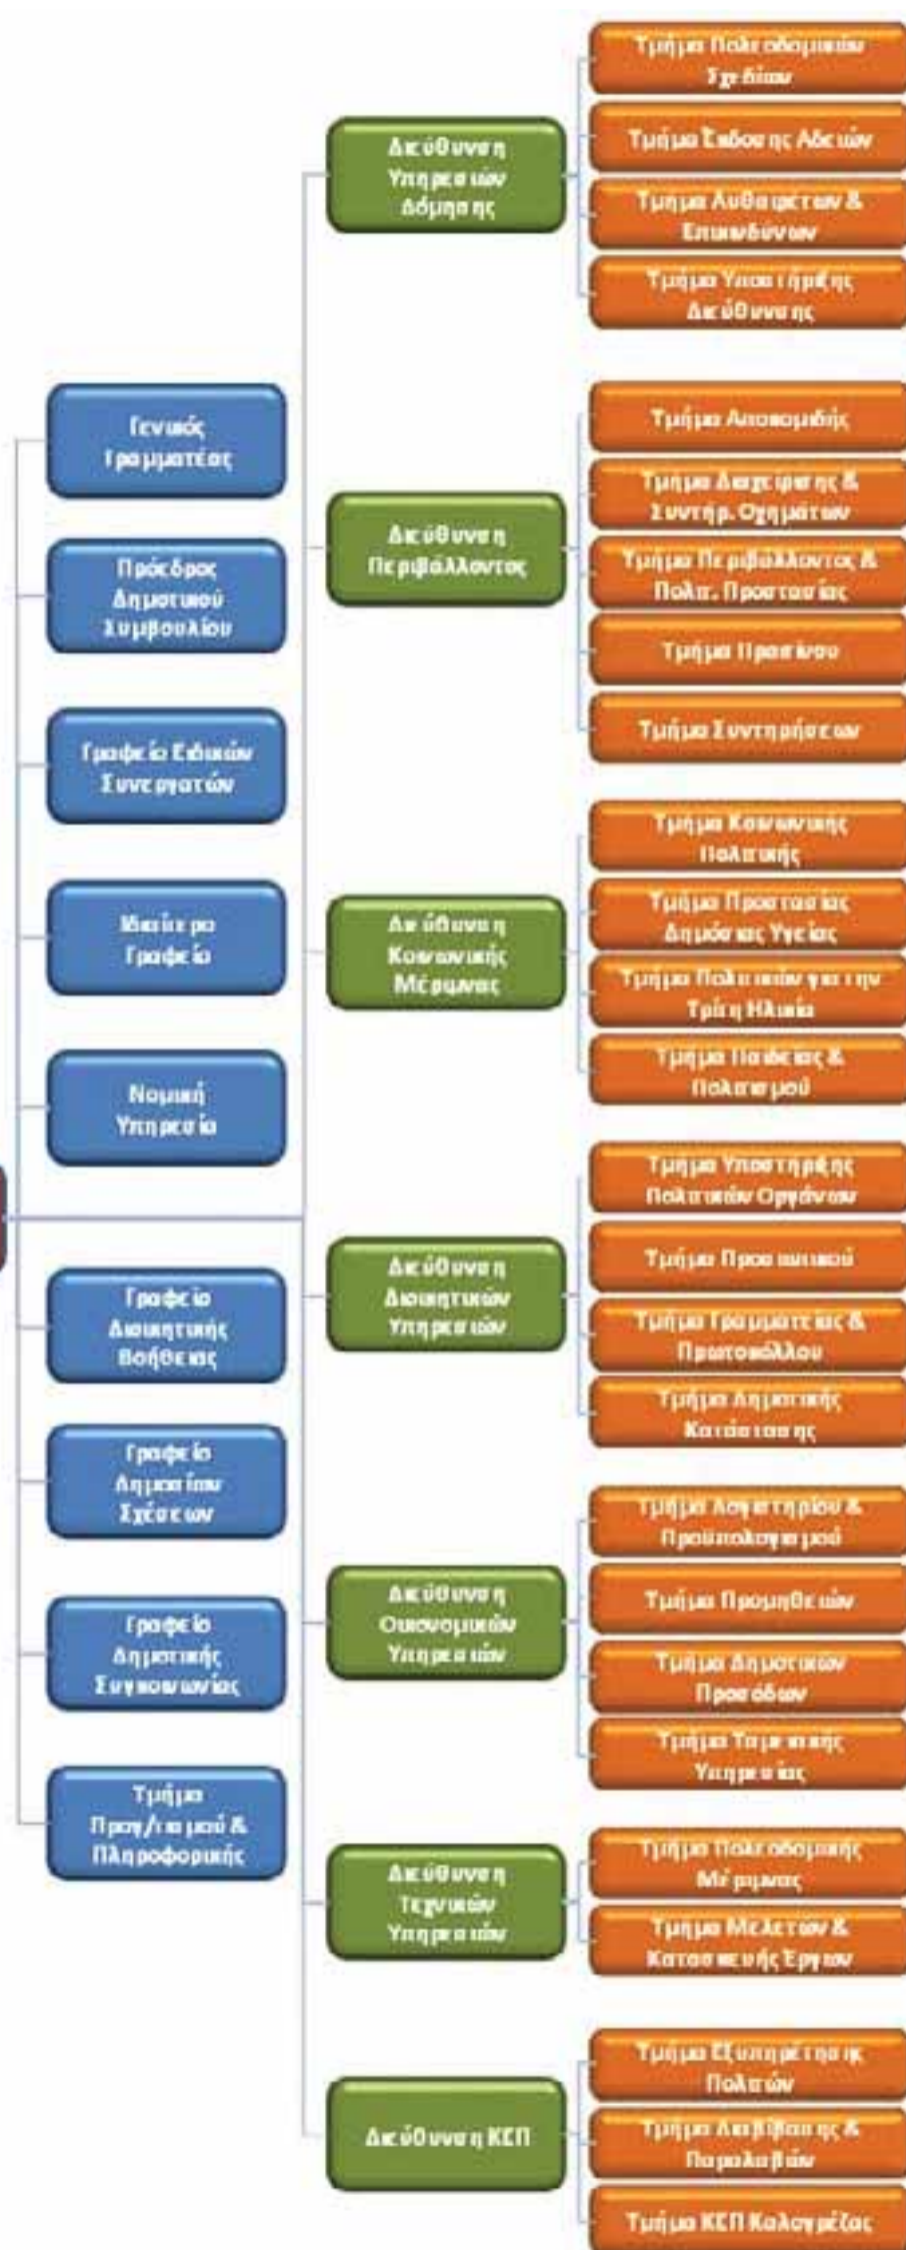 Γενικός
Γραμματέας
Πρόεδρος
Δημοτικού
Συμβουλίου
Γραφείο Ειδικών
Συνεργατών
Ιδιαίτερο
Γραφείο
Νομική
Υπηρεσία
Γραφείο
Διοικητικής
Βοήθειας
Γραφείο
Δημοσίων
Σχέσεων
Γραφείο
Δημοτικής
Συγκοινωνίας
Τμήμα
Προγ/τισμού &
Πληροφορικής
Διεύθυνση
Υπηρεσιών
Δόμησης
Τμήμα Πολεοδομικών
Σχεδίων
Τμήμα Έκδοσης Αδειών
Τμήμα Αυθαιρέτων &
Επικινδύνων
Τμήμα Υποστήριξης
Διεύθυνσης
Διεύθυνση
Περιβάλλοντος
Τμήμα Αποκομιδής
Τμήμα Διαχείρισης &
Συντήρ. Οχημάτων
Τμήμα Περιβάλλοντος &
Πολιτ. Προστασίας
Τμήμα Πρασίνου
Τμήμα Συντηρήσεων
Διεύθυνση
Κοινωνικής
Μέριμνας
Τμήμα Κοινωνικής
Πολιτικής
Τμήμα Προστασίας
Δημόσιας Υγείας
Τμήμα Πολιτικών για την
Τρίτη Ηλικία
Τμήμα Παιδείας &
Πολιτισμού
Διεύθυνση
Διοικητικών
Υπηρεσιών
Τμήμα Υποστήριξης
Πολιτικών Οργάνων
Τμήμα Προσωπικού
Τμήμα Γραμματείας &
Πρωτοκόλλου
Τμήμα Δημοτικής
Κατάστασης
Διεύθυνση
Οικονομικών
Υπηρεσιών
Τμήμα Λογιστηρίου &
Προϋπολογισμού
Τμήμα Προμηθειών
Τμήμα Δημοτικών
Προσόδων
Τμήμα Ταμειακής
Υπηρεσίας
Διεύθυνση
Τεχνικών
Υπηρεσιών
Τμήμα Πολεοδομικής
Μέριμνας
Τμήμα Μελετών &
Κατασκευής Έργων
Διεύθυνση ΚΕΠ
Τμήμα Εξυπηρέτησης
Πολιτών
Τμήμα Διαβίβασης &
Παραλαβών
Τμήμα ΚΕΠ Καλογρέζας